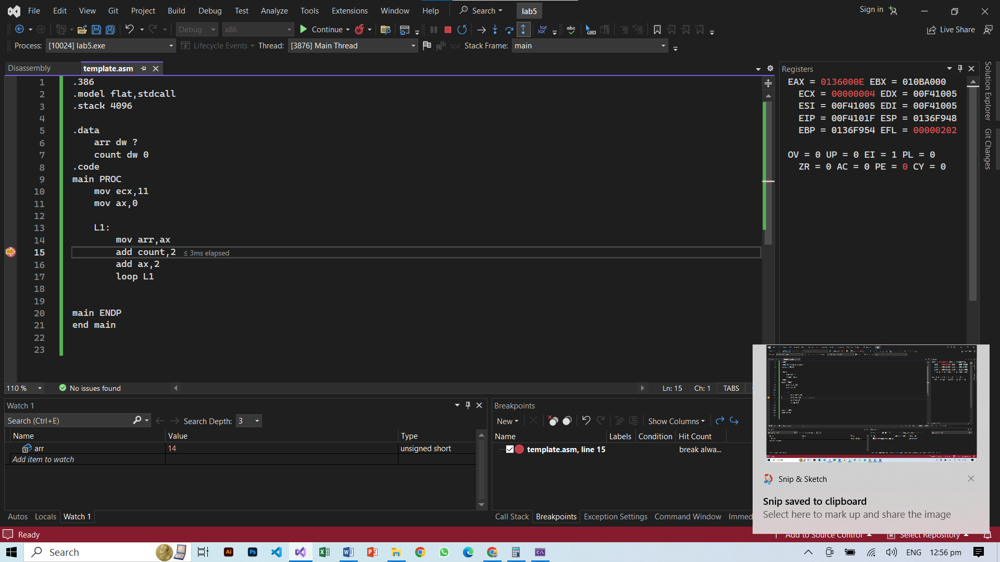 File Edit View Git Project Build Debug Test Analyze Tools Extensions Window Help Search lab5 Sign in
Debug x86 Continue abc Live Share
Process: [10024] lab5.exe Lifecycle Events Thread: [3876] Main Thread Stack Frame: main
Disassembly template.asm
1 .386
2 .model flat,stdcall
3 .stack 4096
4
5 .data
6 arr dw ?
7 count dw 0
8 .code
9 main PROC
10 mov ecx,11
11 mov ax,0
12
13 L1:
14 mov arr,ax
15 add count,2 ≤ 3ms elapsed
16 add ax,2
17 loop L1
18
19
20 main ENDP
21 end main
22
23
Registers
EAX = 0136000E EBX = 010BA000
ECX = 00000004 EDX = 00F41005
ESI = 00F41005 EDI = 00F41005
EIP = 00F4101F ESP = 0136F948
EBP = 0136F954 EFL = 00000202
OV = 0 UP = 0 EI = 1 PL = 0
ZR = 0 AC = 0 PE = 0 CY = 0
Solution Explorer
Git Changes
110 % No issues found Ln: 15 Ch: 1 TABS
Watch 1
Search (Ctrl+E) Search Depth: 3
Name Value Type
arr 14 unsigned short
Add item to watch
Autos Locals Watch 1
Breakpoints
New Show Columns
Name Labels Condition Hit Count
template.asm, line 15 break alwa...
Call Stack Breakpoints Exception Settings Command Window Immed
Snip & Sketch
Snip saved to clipboard
Select here to mark up and share the image
Ready Add to Source Control Select Repository
Search Ai Ps ENG 12:56 pm